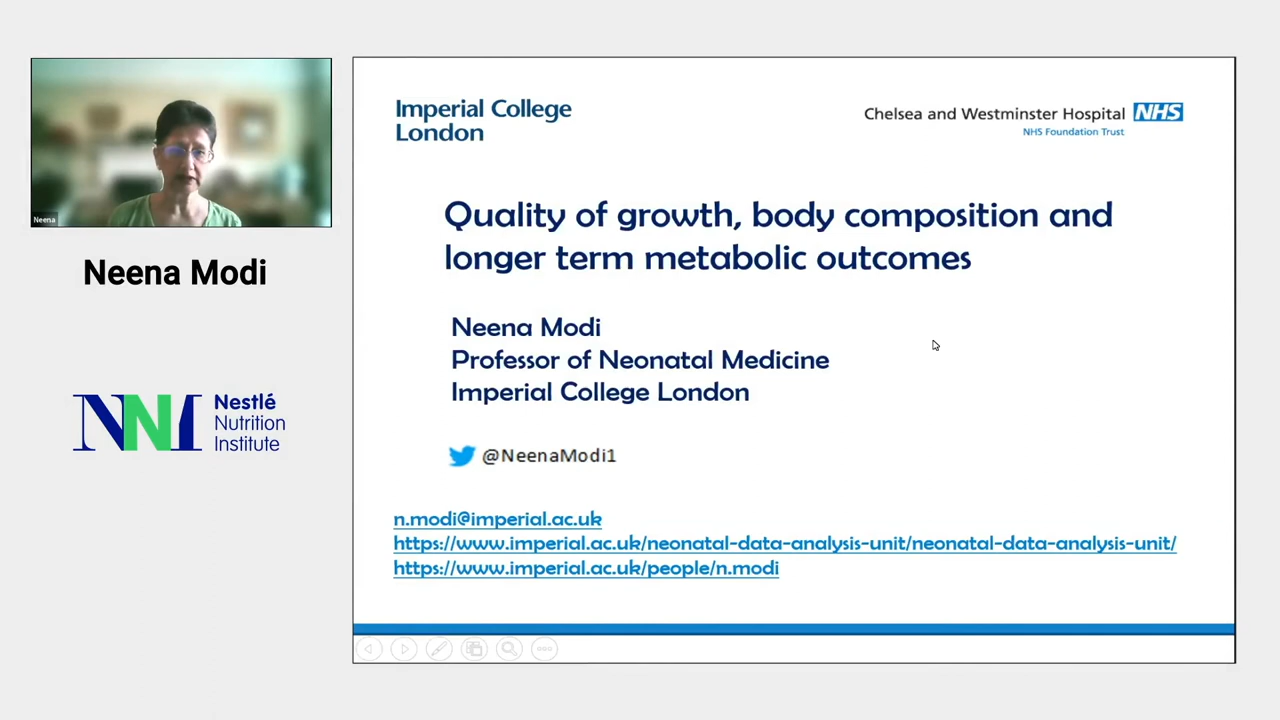 Neena
Neena Modi
NNI
Nestlé
Nutrition
Institute
Imperial College
London
Chelsea and Westminster Hospital NHS
NHS Foundation Trust
Quality of growth, body composition and
longer term metabolic outcomes
Neena Modi
Professor of Neonatal Medicine
Imperial College London
@NeenaModi1
n.modi@imperial.ac.uk
https://www.imperial.ac.uk/neonatal-data-analysis-unit/neonatal-data-analysis-unit/
https://www.imperial.ac.uk/people/n.modi